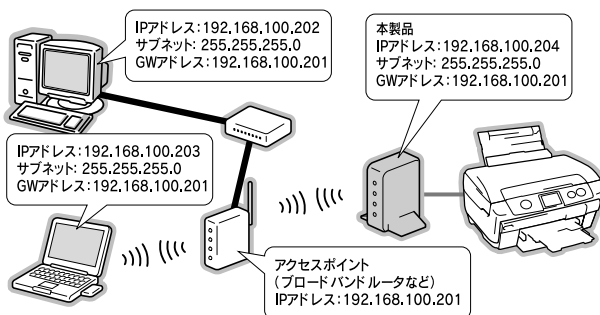 IPアドレス:192.168.100.202
サブネット: 255.255.255.0
GWアドレス:192.168.100.201
本製品
IPアドレス:192.168.100.204
サブネット: 255.255.255.0
GWアドレス:192.168.100.201
IPアドレス:192.168.100.203
サブネット: 255.255.255.0
GWアドレス:192.168.100.201
アクセスポイント
(ブロードバンドルータなど)
IPアドレス:192.168.100.201